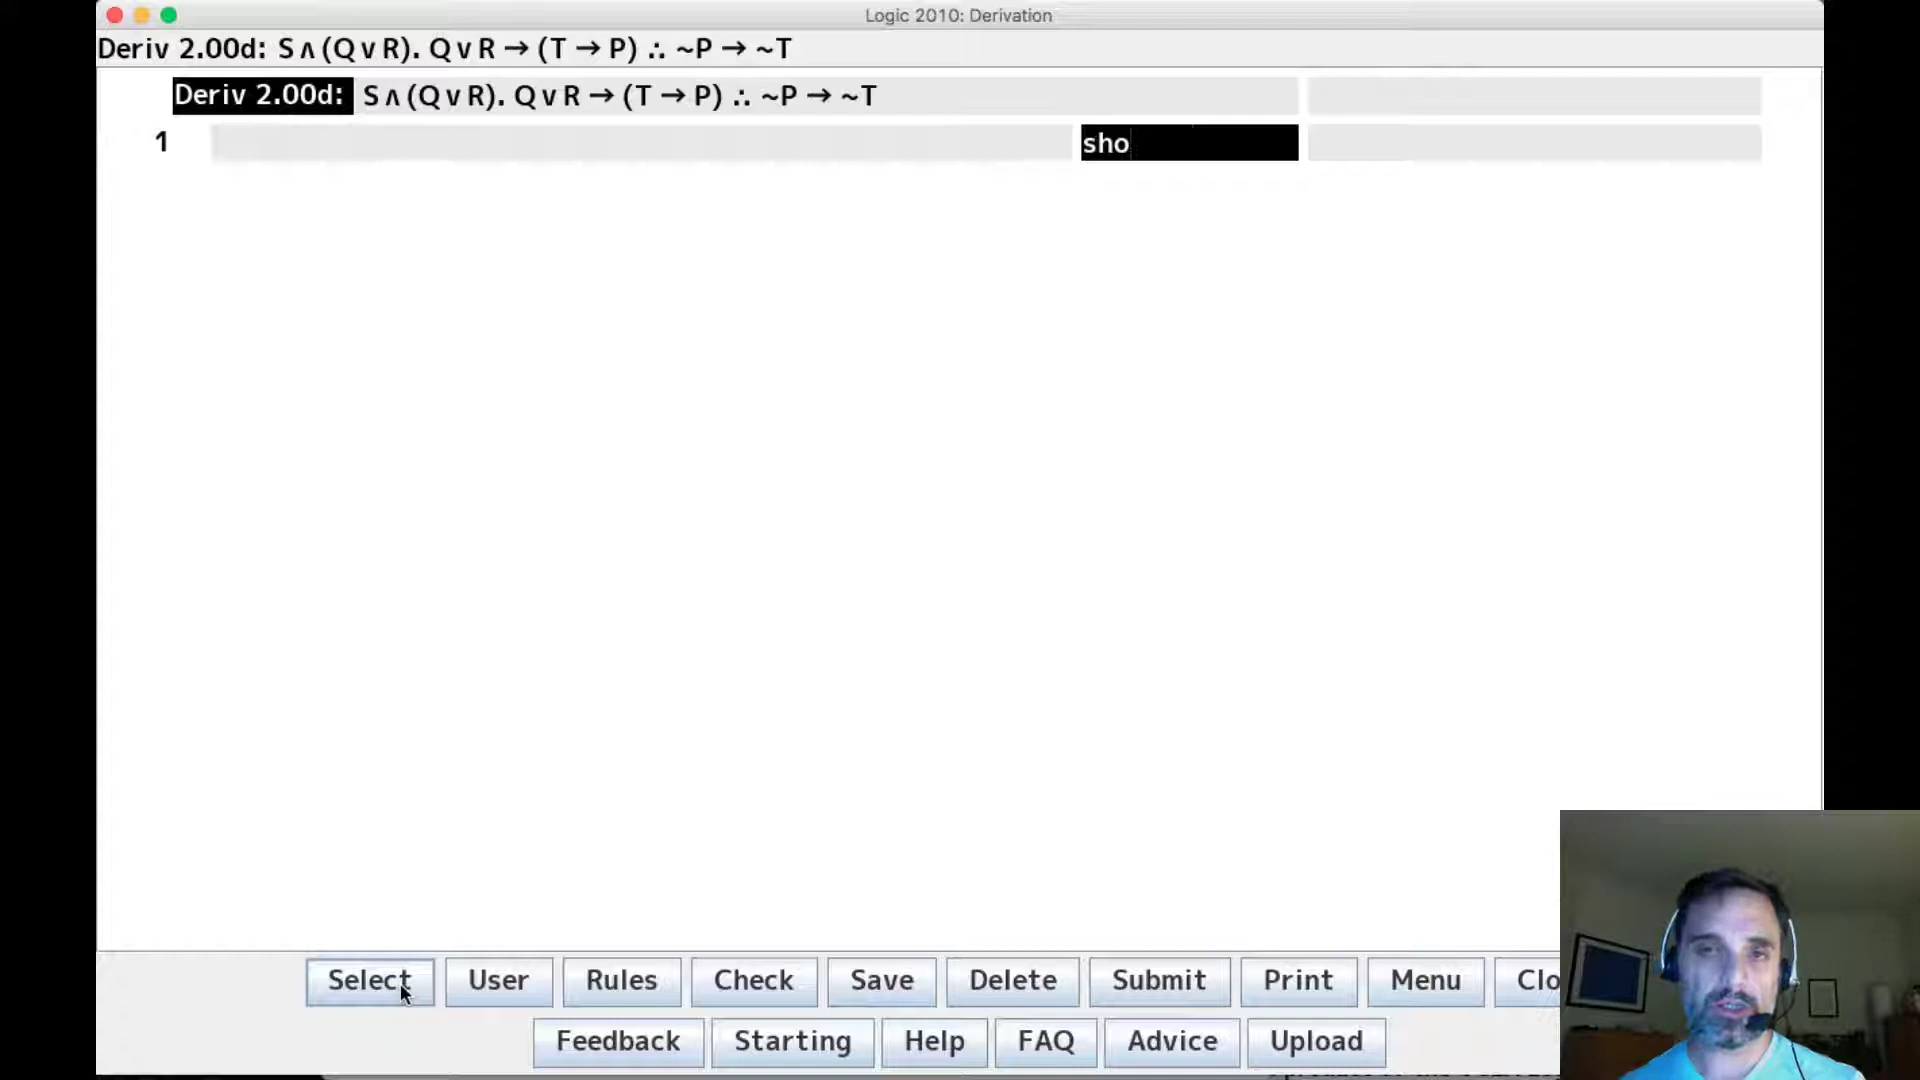 Logic 2010: Derivation
Deriv 2.00d: S ∧ (Q ∨ R). Q ∨ R → (T → P) ∴ ~P → ~T
Deriv 2.00d: S ∧ (Q ∨ R). Q ∨ R → (T → P) ∴ ~P → ~T
1 sho
Select User Rules Check Save Delete Submit Print Menu Clo
Feedback Starting Help FAQ Advice Upload